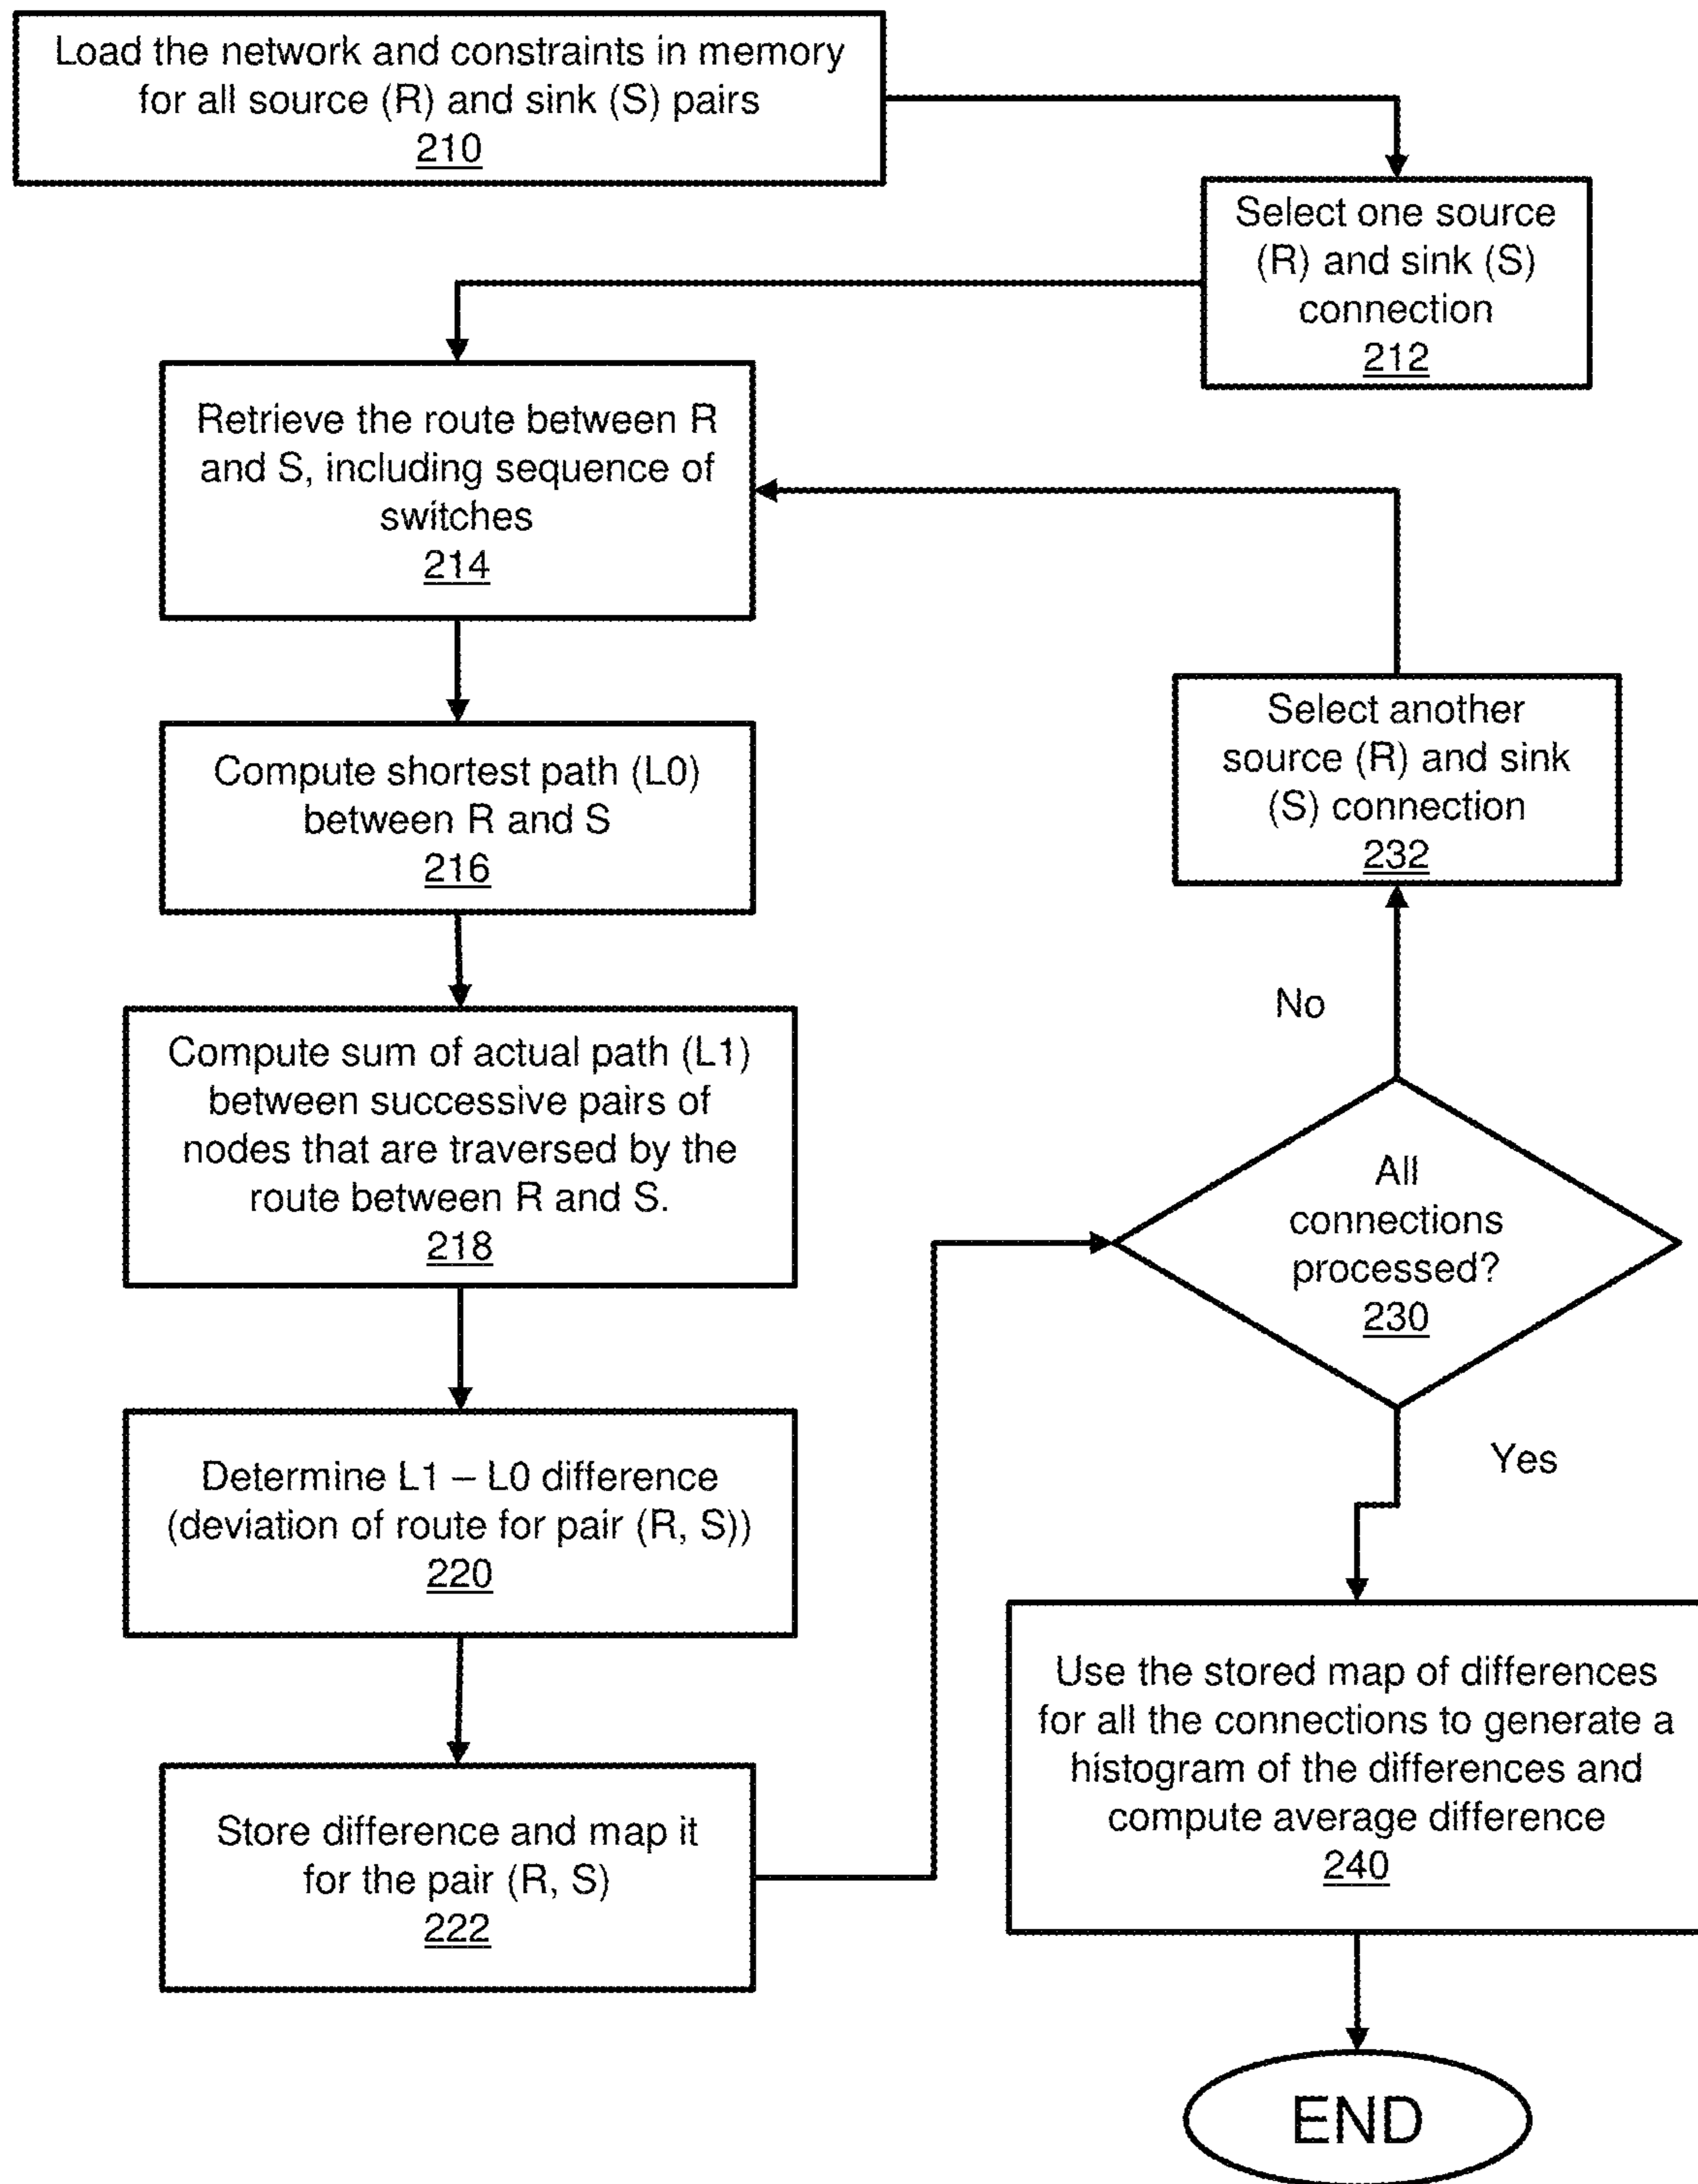 Load the network and constraints in memory
for all source (R) and sink (S) pairs
210
Select one source
(R) and sink (S)
connection
212
Retrieve the route between R
and S, including sequence of
switches
214
Compute shortest path (L0)
between R and S
216
Compute sum of actual path (L1)
between successive pairs of
nodes that are traversed by the
route between R and S.
218
Determine L1 – L0 difference
(deviation of route for pair (R, S))
220
Store difference and map it
for the pair (R, S)
222
All
connections
processed?
230
No
Select another
source (R) and sink
(S) connection
232
Yes
Use the stored map of differences
for all the connections to generate a
histogram of the differences and
compute average difference
240
END